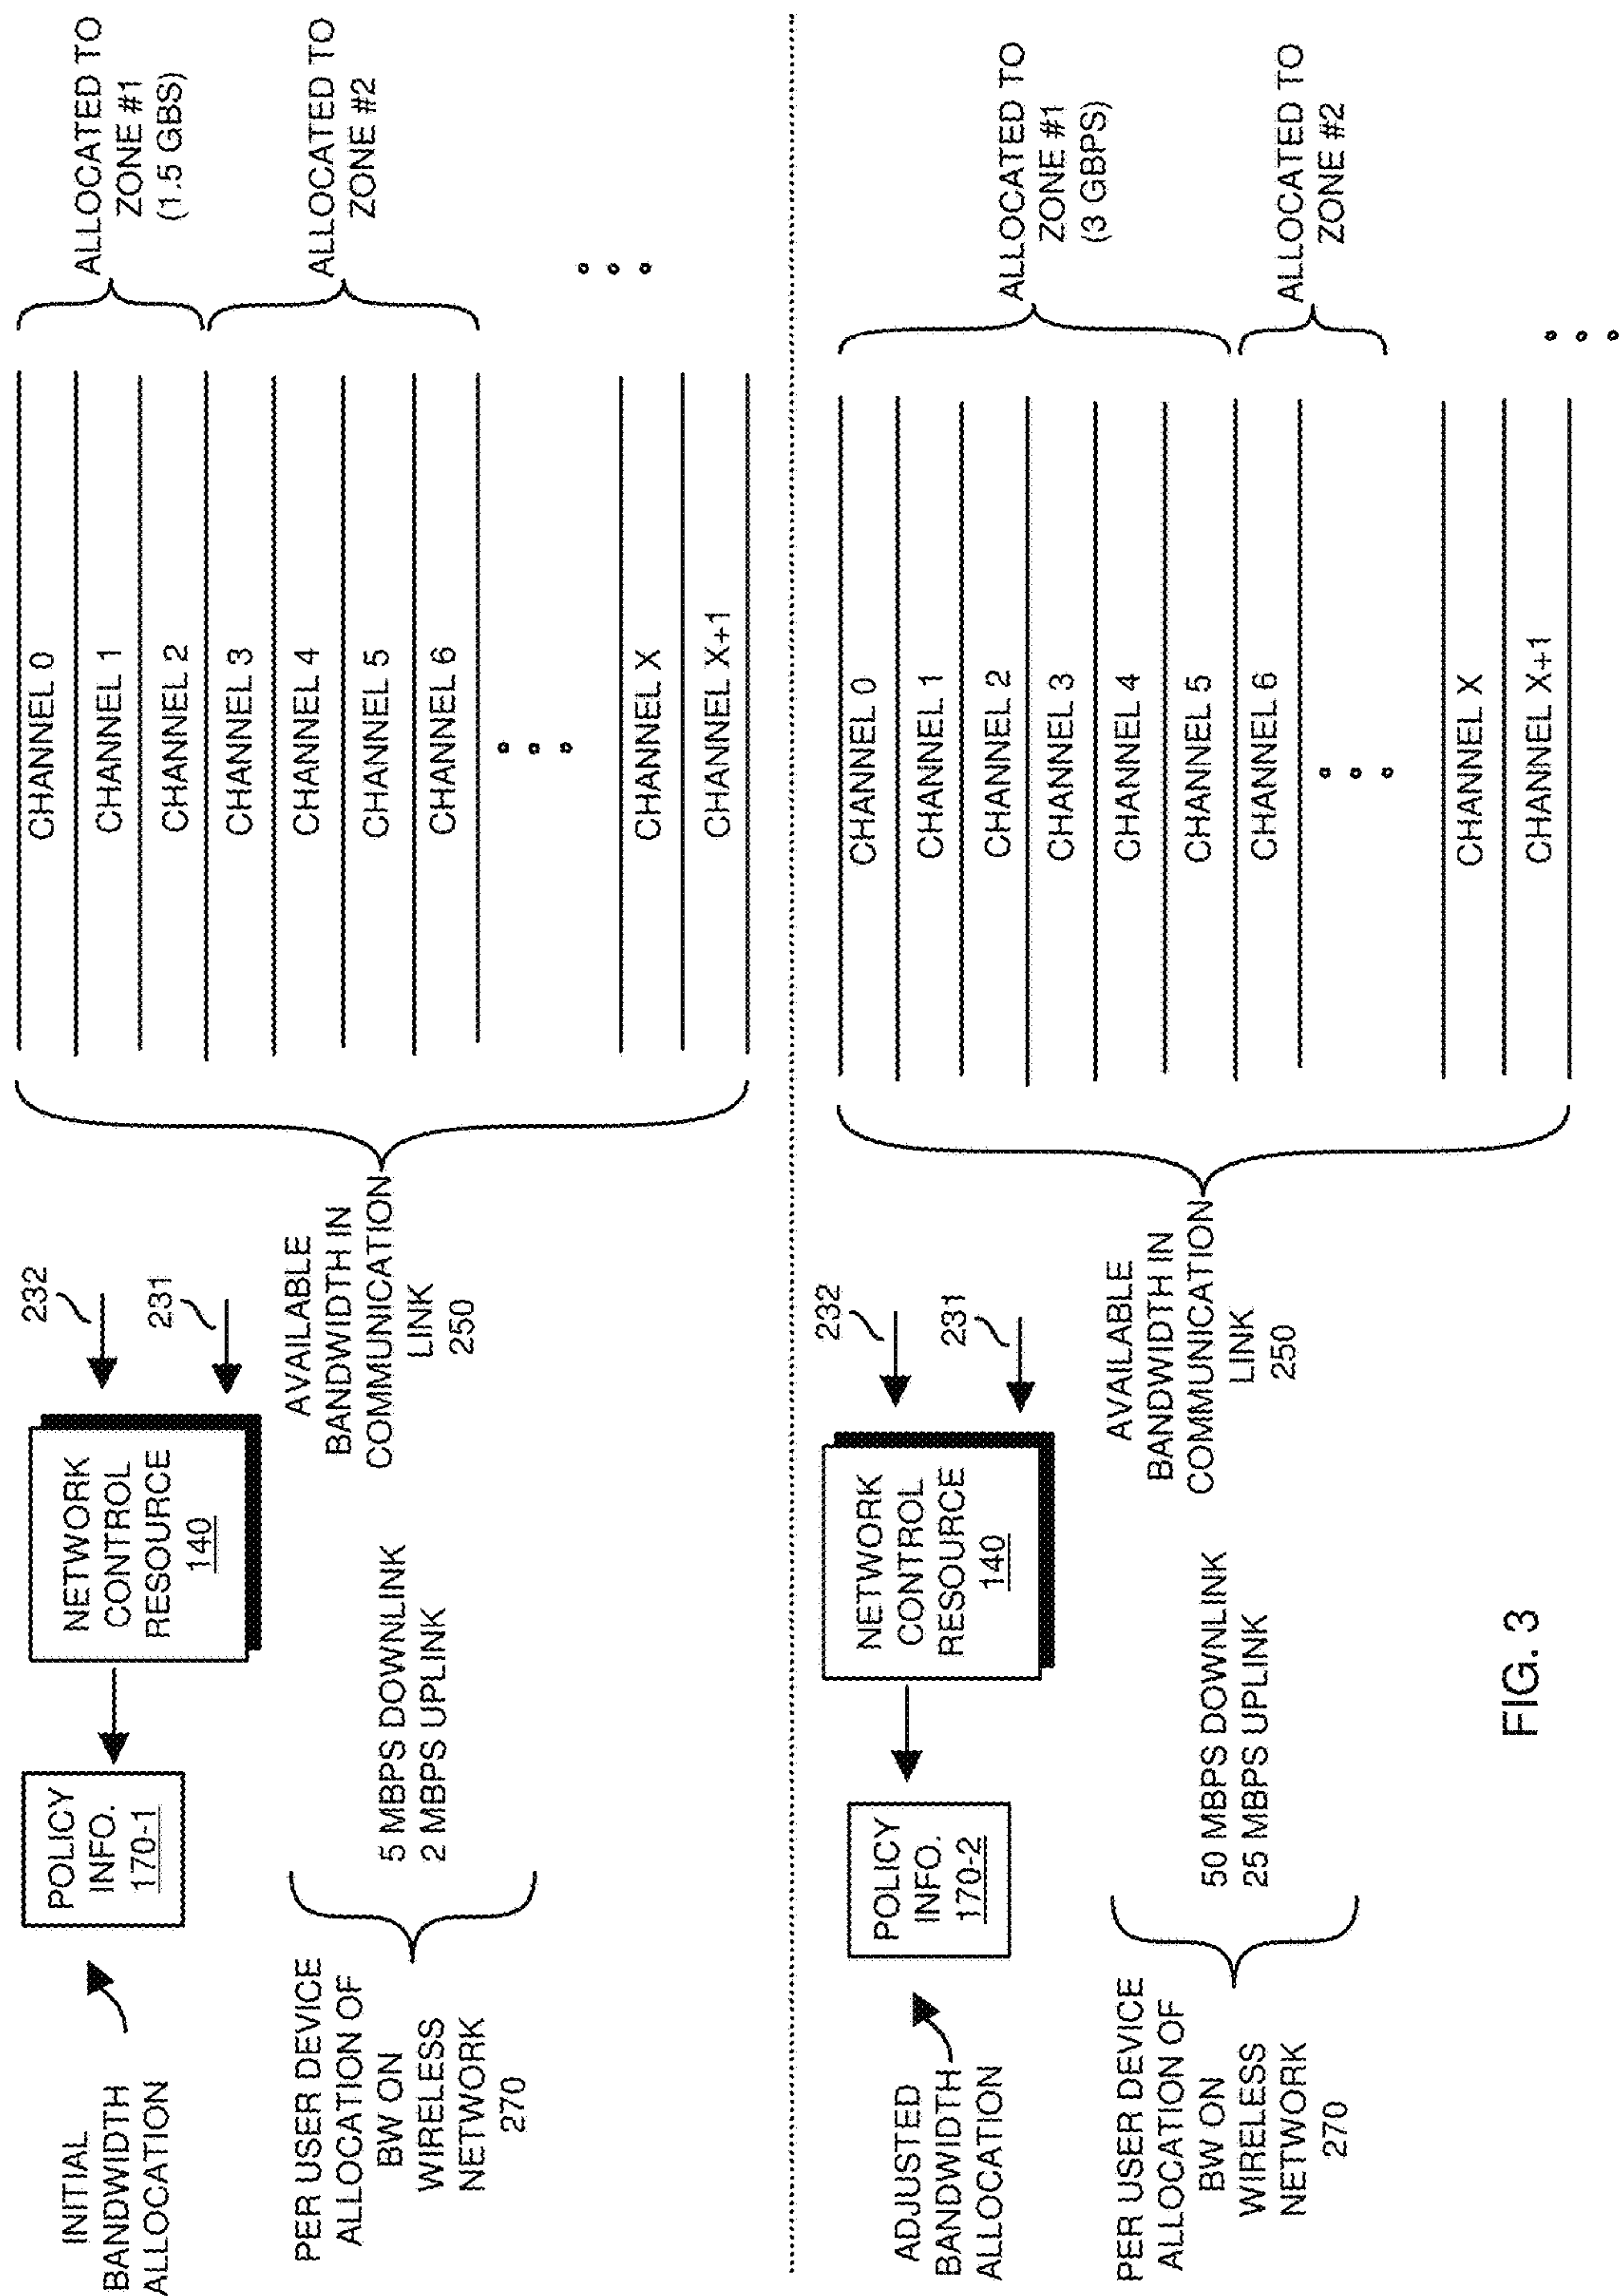 INITIAL
BANDWIDTH
ALLOCATION
POLICY
INFO.
170-1
NETWORK
CONTROL
RESOURCE
140
232
231
PER USER DEVICE
ALLOCATION OF
BW ON
WIRELESS
NETWORK
270
5 MBPS DOWNLINK
2 MBPS UPLINK
AVAILABLE
BANDWIDTH IN
COMMUNICATION
LINK
250
CHANNEL 0
CHANNEL 1
CHANNEL 2
CHANNEL 3
CHANNEL 4
CHANNEL 5
CHANNEL 6
CHANNEL X
CHANNEL X+1
ALLOCATED TO
ZONE #1
(1.5 GBS)
ALLOCATED TO
ZONE #2
ADJUSTED
BANDWIDTH
ALLOCATION
POLICY
INFO.
170-2
NETWORK
CONTROL
RESOURCE
140
232
231
PER USER DEVICE
ALLOCATION OF
BW ON
WIRELESS
NETWORK
270
50 MBPS DOWNLINK
25 MBPS UPLINK
AVAILABLE
BANDWIDTH IN
COMMUNICATION
LINK
250
CHANNEL 0
CHANNEL 1
CHANNEL 2
CHANNEL 3
CHANNEL 4
CHANNEL 5
CHANNEL 6
CHANNEL X
CHANNEL X+1
ALLOCATED TO
ZONE #1
(3 GBPS)
ALLOCATED TO
ZONE #2
FIG. 3